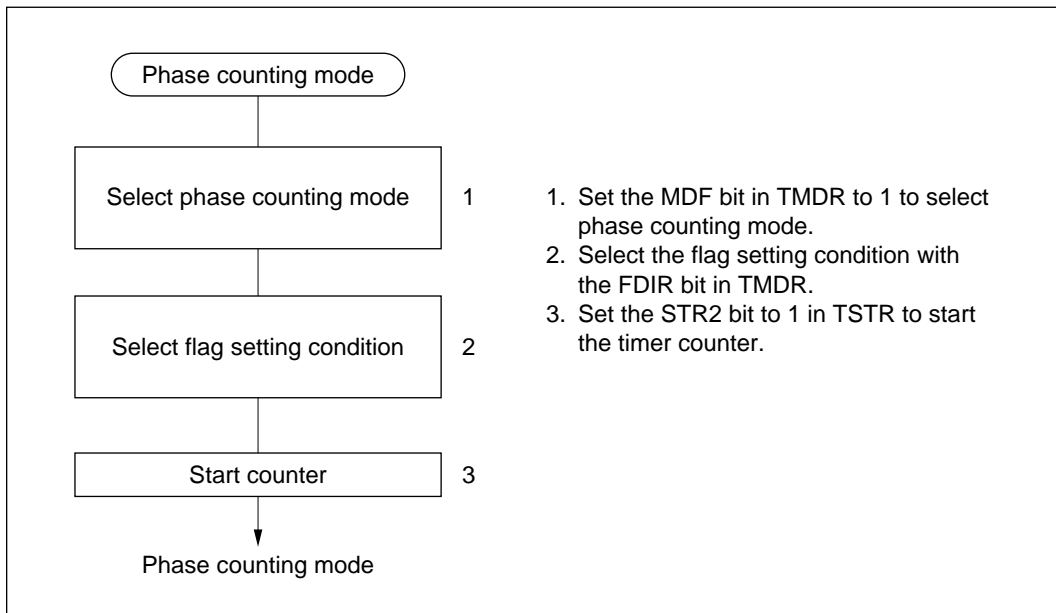 Phase counting mode
Select phase counting mode 1
Select flag setting condition 2
Start counter 3
Phase counting mode
1. Set the MDF bit in TMDR to 1 to select
phase counting mode.
2. Select the flag setting condition with
the FDIR bit in TMDR.
3. Set the STR2 bit to 1 in TSTR to start
the timer counter.